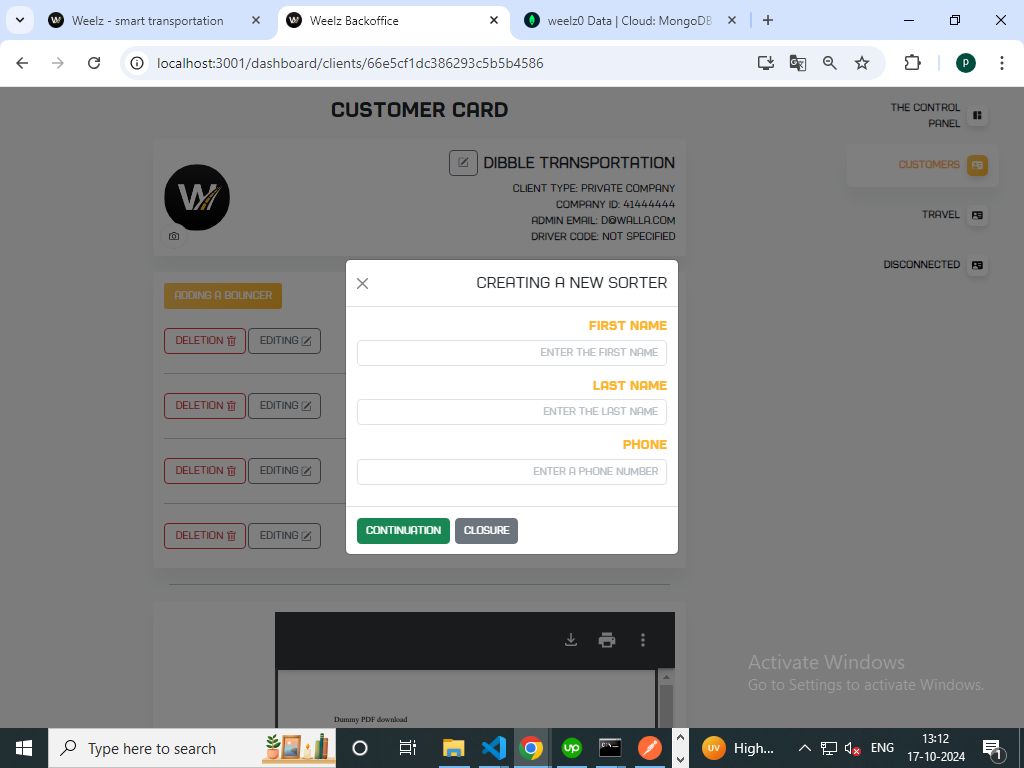 Weelz - smart transportation
Weelz Backoffice
weelz0 Data | Cloud: MongoDB
localhost:3001/dashboard/clients/66e5cf1dc386293c5b5b4586
P
CUSTOMER CARD
THE CONTROL
PANEL
CUSTOMERS
TRAVEL
DISCONNECTED
W
DIBBLE TRANSPORTATION
CLIENT TYPE: PRIVATE COMPANY
COMPANY ID: 41444444
ADMIN EMAIL: D@WALLA.COM
DRIVER CODE: NOT SPECIFIED
ADDING A BOUNCER
DELETION EDITING
DELETION EDITING
DELETION EDITING
DELETION EDITING
CREATING A NEW SORTER
FIRST NAME
ENTER THE FIRST NAME
LAST NAME
ENTER THE LAST NAME
PHONE
ENTER A PHONE NUMBER
CONTINUATION CLOSURE
Dummy PDF download
Activate Windows
Go to Settings to activate Windows.
Type here to search
up
UV
High...
ENG
13:12
17-10-2024
1